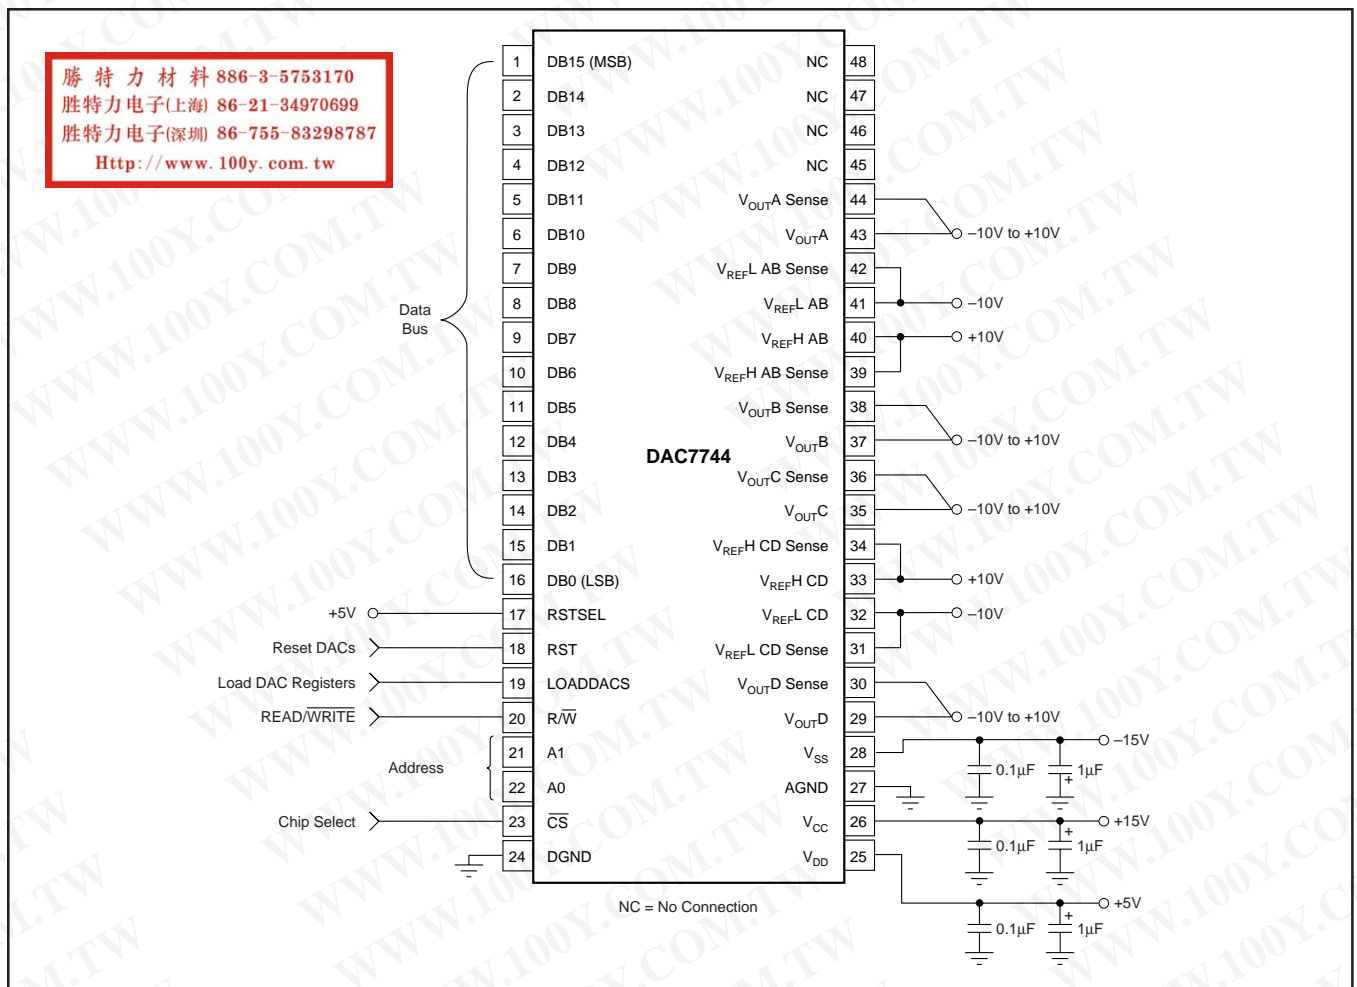 勝特力材料 886-3-5753170
胜特力电子(上海) 86-21-34970699
胜特力电子(深圳) 86-755-83298787
Http://www.100y.com.tw
1 DB15 (MSB) NC 48
2 DB14 NC 47
3 DB13 NC 46
4 DB12 NC 45
5 DB11 VOUTA Sense 44
6 DB10 VOUTA 43 –10V to +10V
7 DB9 VREFL AB Sense 42
Data Bus
8 DB8 VREFL AB 41 –10V
9 DB7 VREFH AB 40 +10V
10 DB6 VREFH AB Sense 39
11 DB5 VOUTB Sense 38
12 DB4 VOUTB 37 –10V to +10V
DAC7744
13 DB3 VOUTC Sense 36
14 DB2 VOUTC 35 –10V to +10V
15 DB1 VREFH CD Sense 34
16 DB0 (LSB) VREFH CD 33 +10V
+5V 17 RSTSEL VREFL CD 32 –10V
Reset DACs 18 RST VREFL CD Sense 31
Load DAC Registers 19 LOADDACS VOUTD Sense 30
READ/WRITE 20 R/W VOUTD 29 –10V to +10V
21 A1 VSS 28 –15V
Address
0.1µF 1µF +
22 A0 AGND 27
Chip Select 23 CS VCC 26 +15V
0.1µF + 1µF
24 DGND VDD 25
+5V
0.1µF + 1µF
NC = No Connection
WWW.100Y.COM.TW